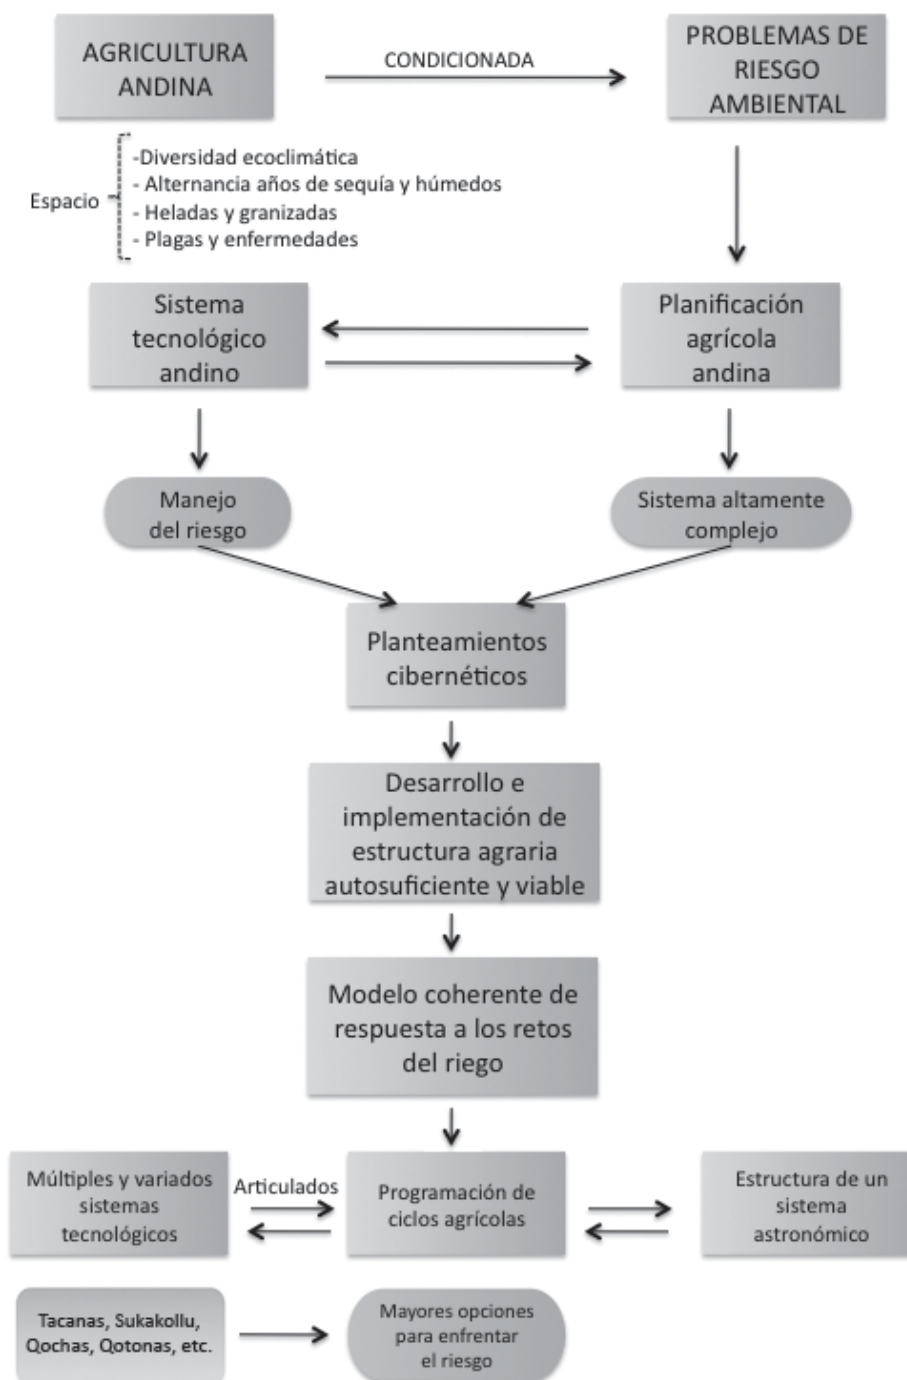 AGRICULTURA
ANDINA
CONDICIONADA
PROBLEMAS DE
RIESGO
AMBIENTAL
Espacio
-Diversidad ecoclimática
- Alternancia años de sequía y húmedos
- Heladas y granizadas
- Plagas y enfermedades
Sistema
tecnológico
andino
Planificación
agrícola
andina
Manejo
del riesgo
Sistema altamente
complejo
Planteamientos
cibernéticos
Desarrollo e
implementación de
estructura agraria
autosuficiente y viable
Modelo coherente de
respuesta a los retos
del riego
Múltiples y variados
sistemas
tecnológicos
Articulados
Programación de
ciclos agrícolas
Estructura de un
sistema
astronómico
Tacanas, Sukakollu,
Qochas, Qotonas, etc.
Mayores opciones
para enfrentar
el riesgo